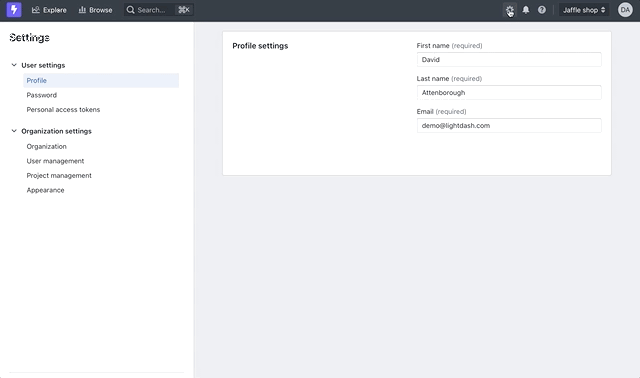 Explore
Browse
Search...
⌘K
Jaffle shop
DA
Settings
User settings
Profile
Password
Personal access tokens
Organization settings
Organization
User management
Project management
Appearance
Profile settings
First name (required)
David
Last name (required)
Attenborough
Email (required)
demo@lightdash.com